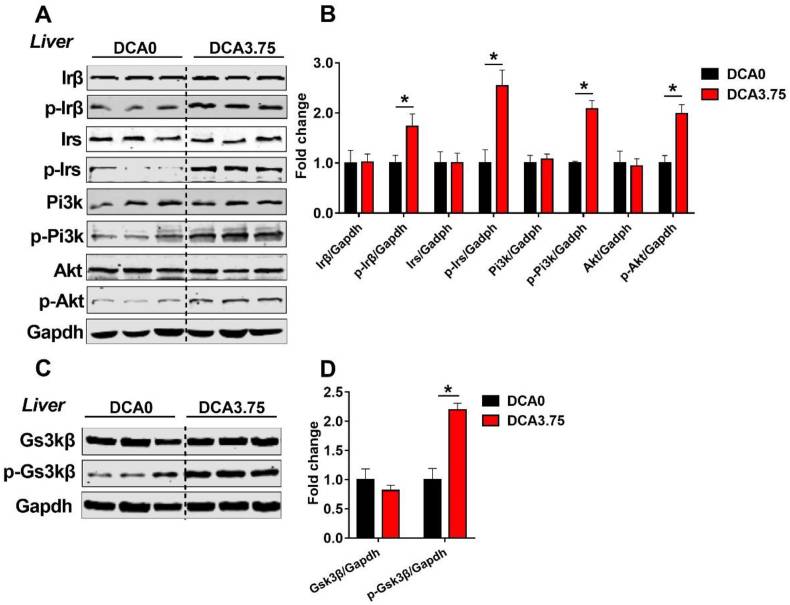 A
Liver
DCA0 DCA3.75
Irβ
p-Irβ
Irs
p-Irs
Pi3k
p-Pi3k
Akt
p-Akt
Gapdh
B
Fold change
3.0
2.0
1.0
0.0
* * * *
Irβ/Gapdh
p-Irβ/Gapdh
Irs/Gadph
p-Irs/Gadph
Pi3k/Gadph
p-Pi3k/Gadph
Akt/Gadph
p-Akt/Gapdh
DCA0
DCA3.75
C
Liver
DCA0 DCA3.75
Gs3kβ
p-Gs3kβ
Gapdh
D
Fold change
2.5
2.0
1.5
1.0
0.5
0.0
*
Gsk3β/Gapdh
p-Gsk3β/Gapdh
DCA0
DCA3.75